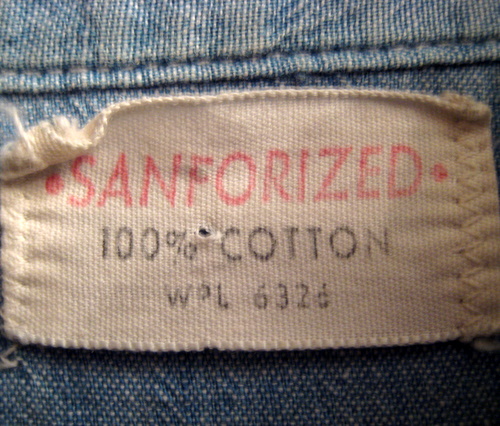 •SANFORIZED•
100% COTTON
WPL 6326